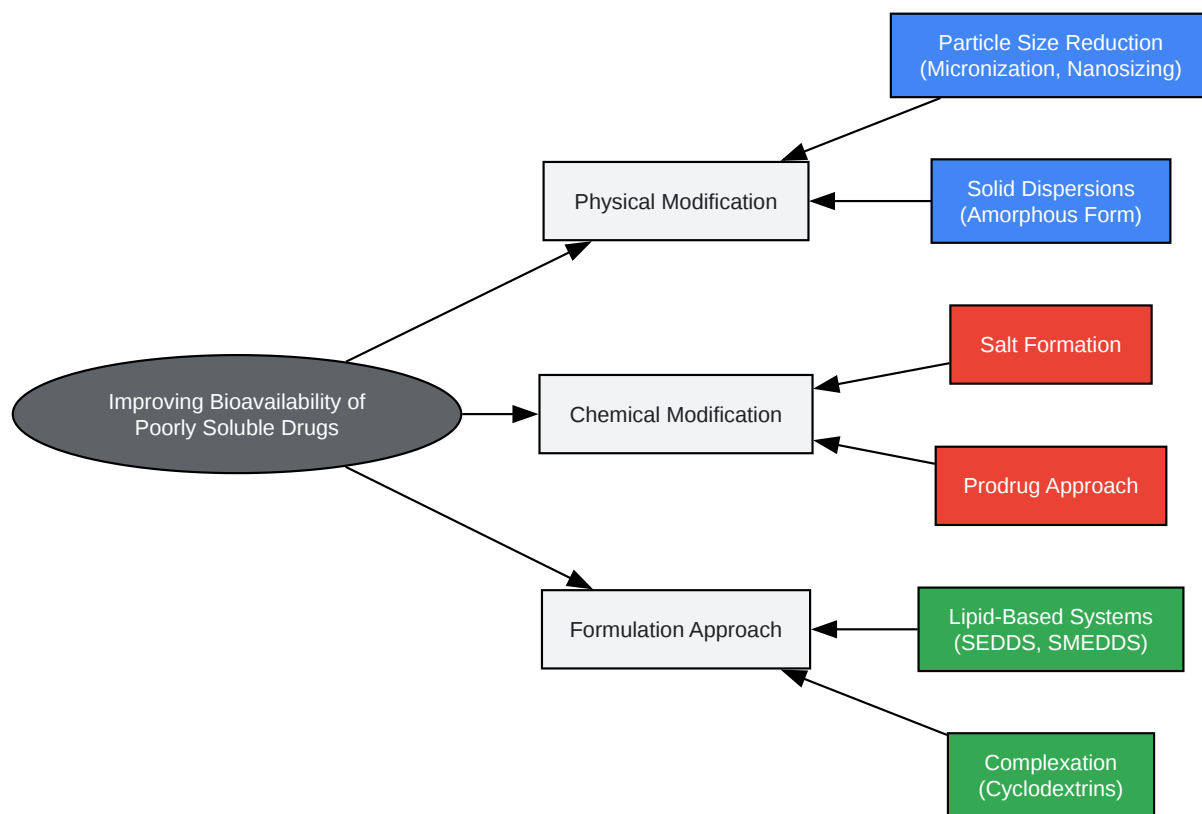 Improving Bioavailability of
Poorly Soluble Drugs
Physical Modification
Particle Size Reduction
(Micronization, Nanosizing)
Solid Dispersions
(Amorphous Form)
Chemical Modification
Salt Formation
Prodrug Approach
Formulation Approach
Lipid-Based Systems
(SEDDS, SMEDDS)
Complexation
(Cyclodextrins)